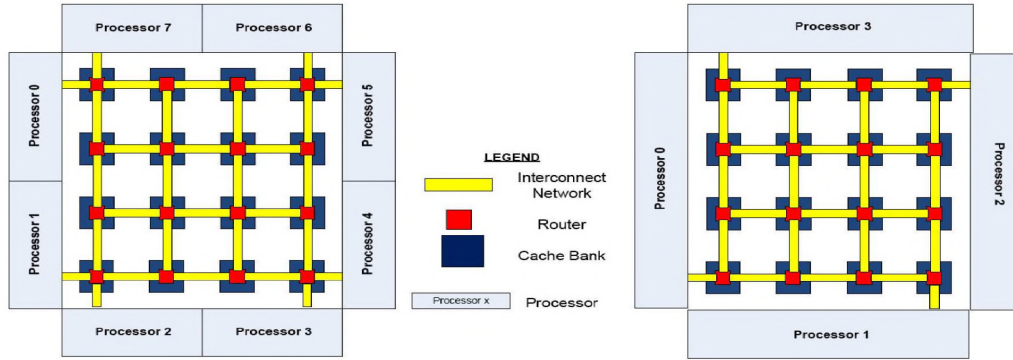 Processor 7
Processor 6
Processor 0
Processor 5
Processor 1
Processor 4
Processor 2
Processor 3
LEGEND
Interconnect
Network
Router
Cache Bank
Processor x
Processor
Processor 3
Processor 0
Processor 2
Processor 1